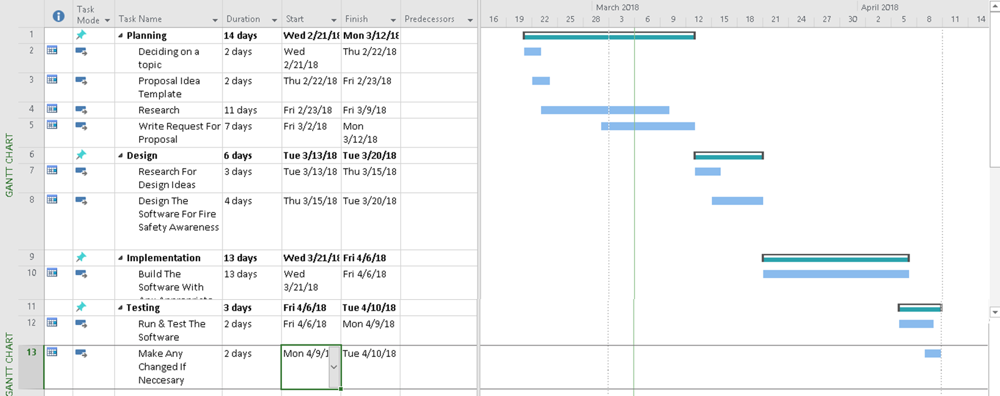 March 2018 April 2018
Task Mode Task Name Duration Start Finish Predecessors 16 19 22 25 28 3 6 9 12 15 18 21 24 27 30 2 5 8 11 14
1 Planning 14 days Wed 2/21/18 Mon 3/12/18
2 Deciding on a 2 days Wed Thu 2/22/18
topic 2/21/18
3 Proposal Idea 2 days Thu 2/22/18 Fri 2/23/18
Template
4 Research 11 days Fri 2/23/18 Fri 3/9/18
5 Write Request For 7 days Fri 3/2/18 Mon
Proposal 3/12/18
GANTT CHART
6 Design 6 days Tue 3/13/18 Tue 3/20/18
7 Research For 3 days Tue 3/13/18 Thu 3/15/18
Design Ideas
8 Design The 4 days Thu 3/15/18 Tue 3/20/18
Software For Fire
Safety Awareness
9 Implementation 13 days Wed 3/21/18 Fri 4/6/18
10 Build The 13 days Wed Fri 4/6/18
Software With 3/21/18
11 Testing 3 days Fri 4/6/18 Tue 4/10/18
12 Run & Test The 2 days Fri 4/6/18 Mon 4/9/18
Software
GANTT CHART
13 Make Any 2 days Mon 4/9/1 Tue 4/10/18
Changed If
Neccesary